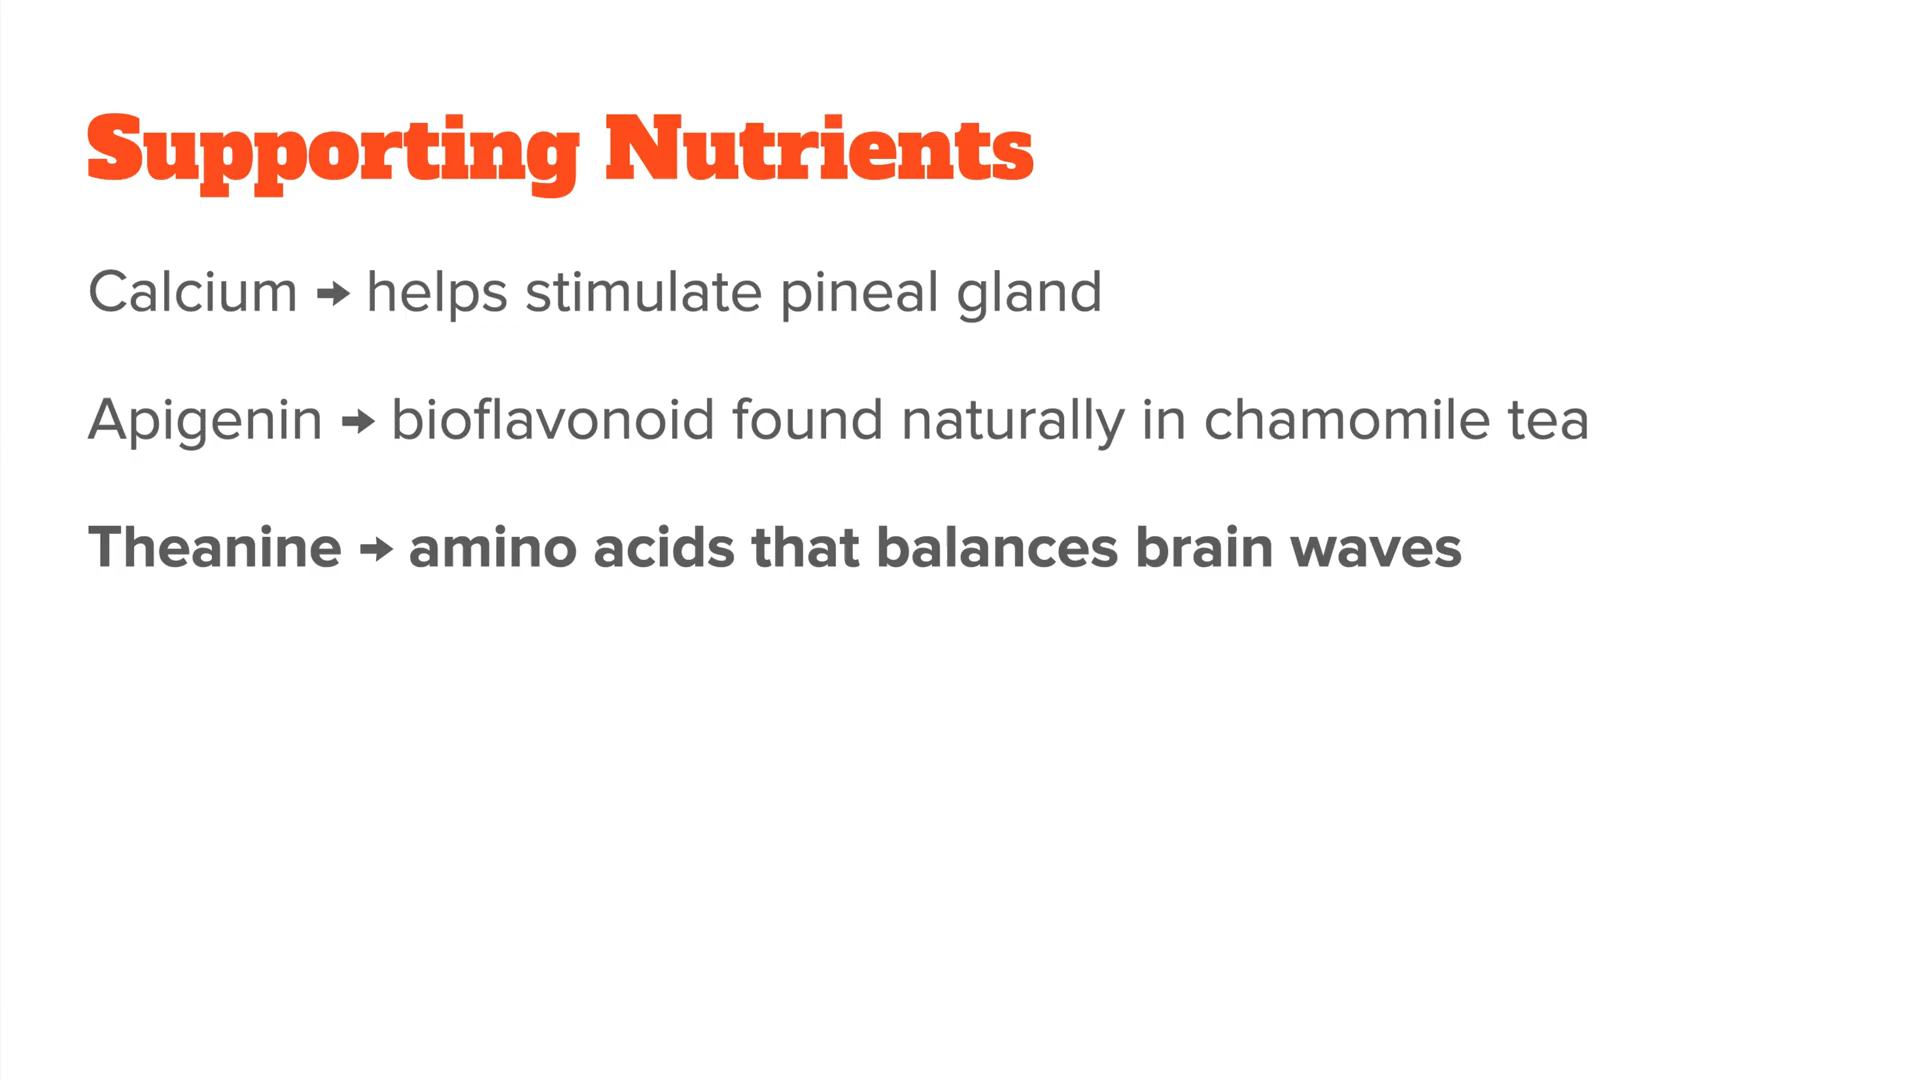 Supporting Nutrients
Calcium → helps stimulate pineal gland
Apigenin → bioflavonoid found naturally in chamomile tea
Theanine → amino acids that balances brain waves